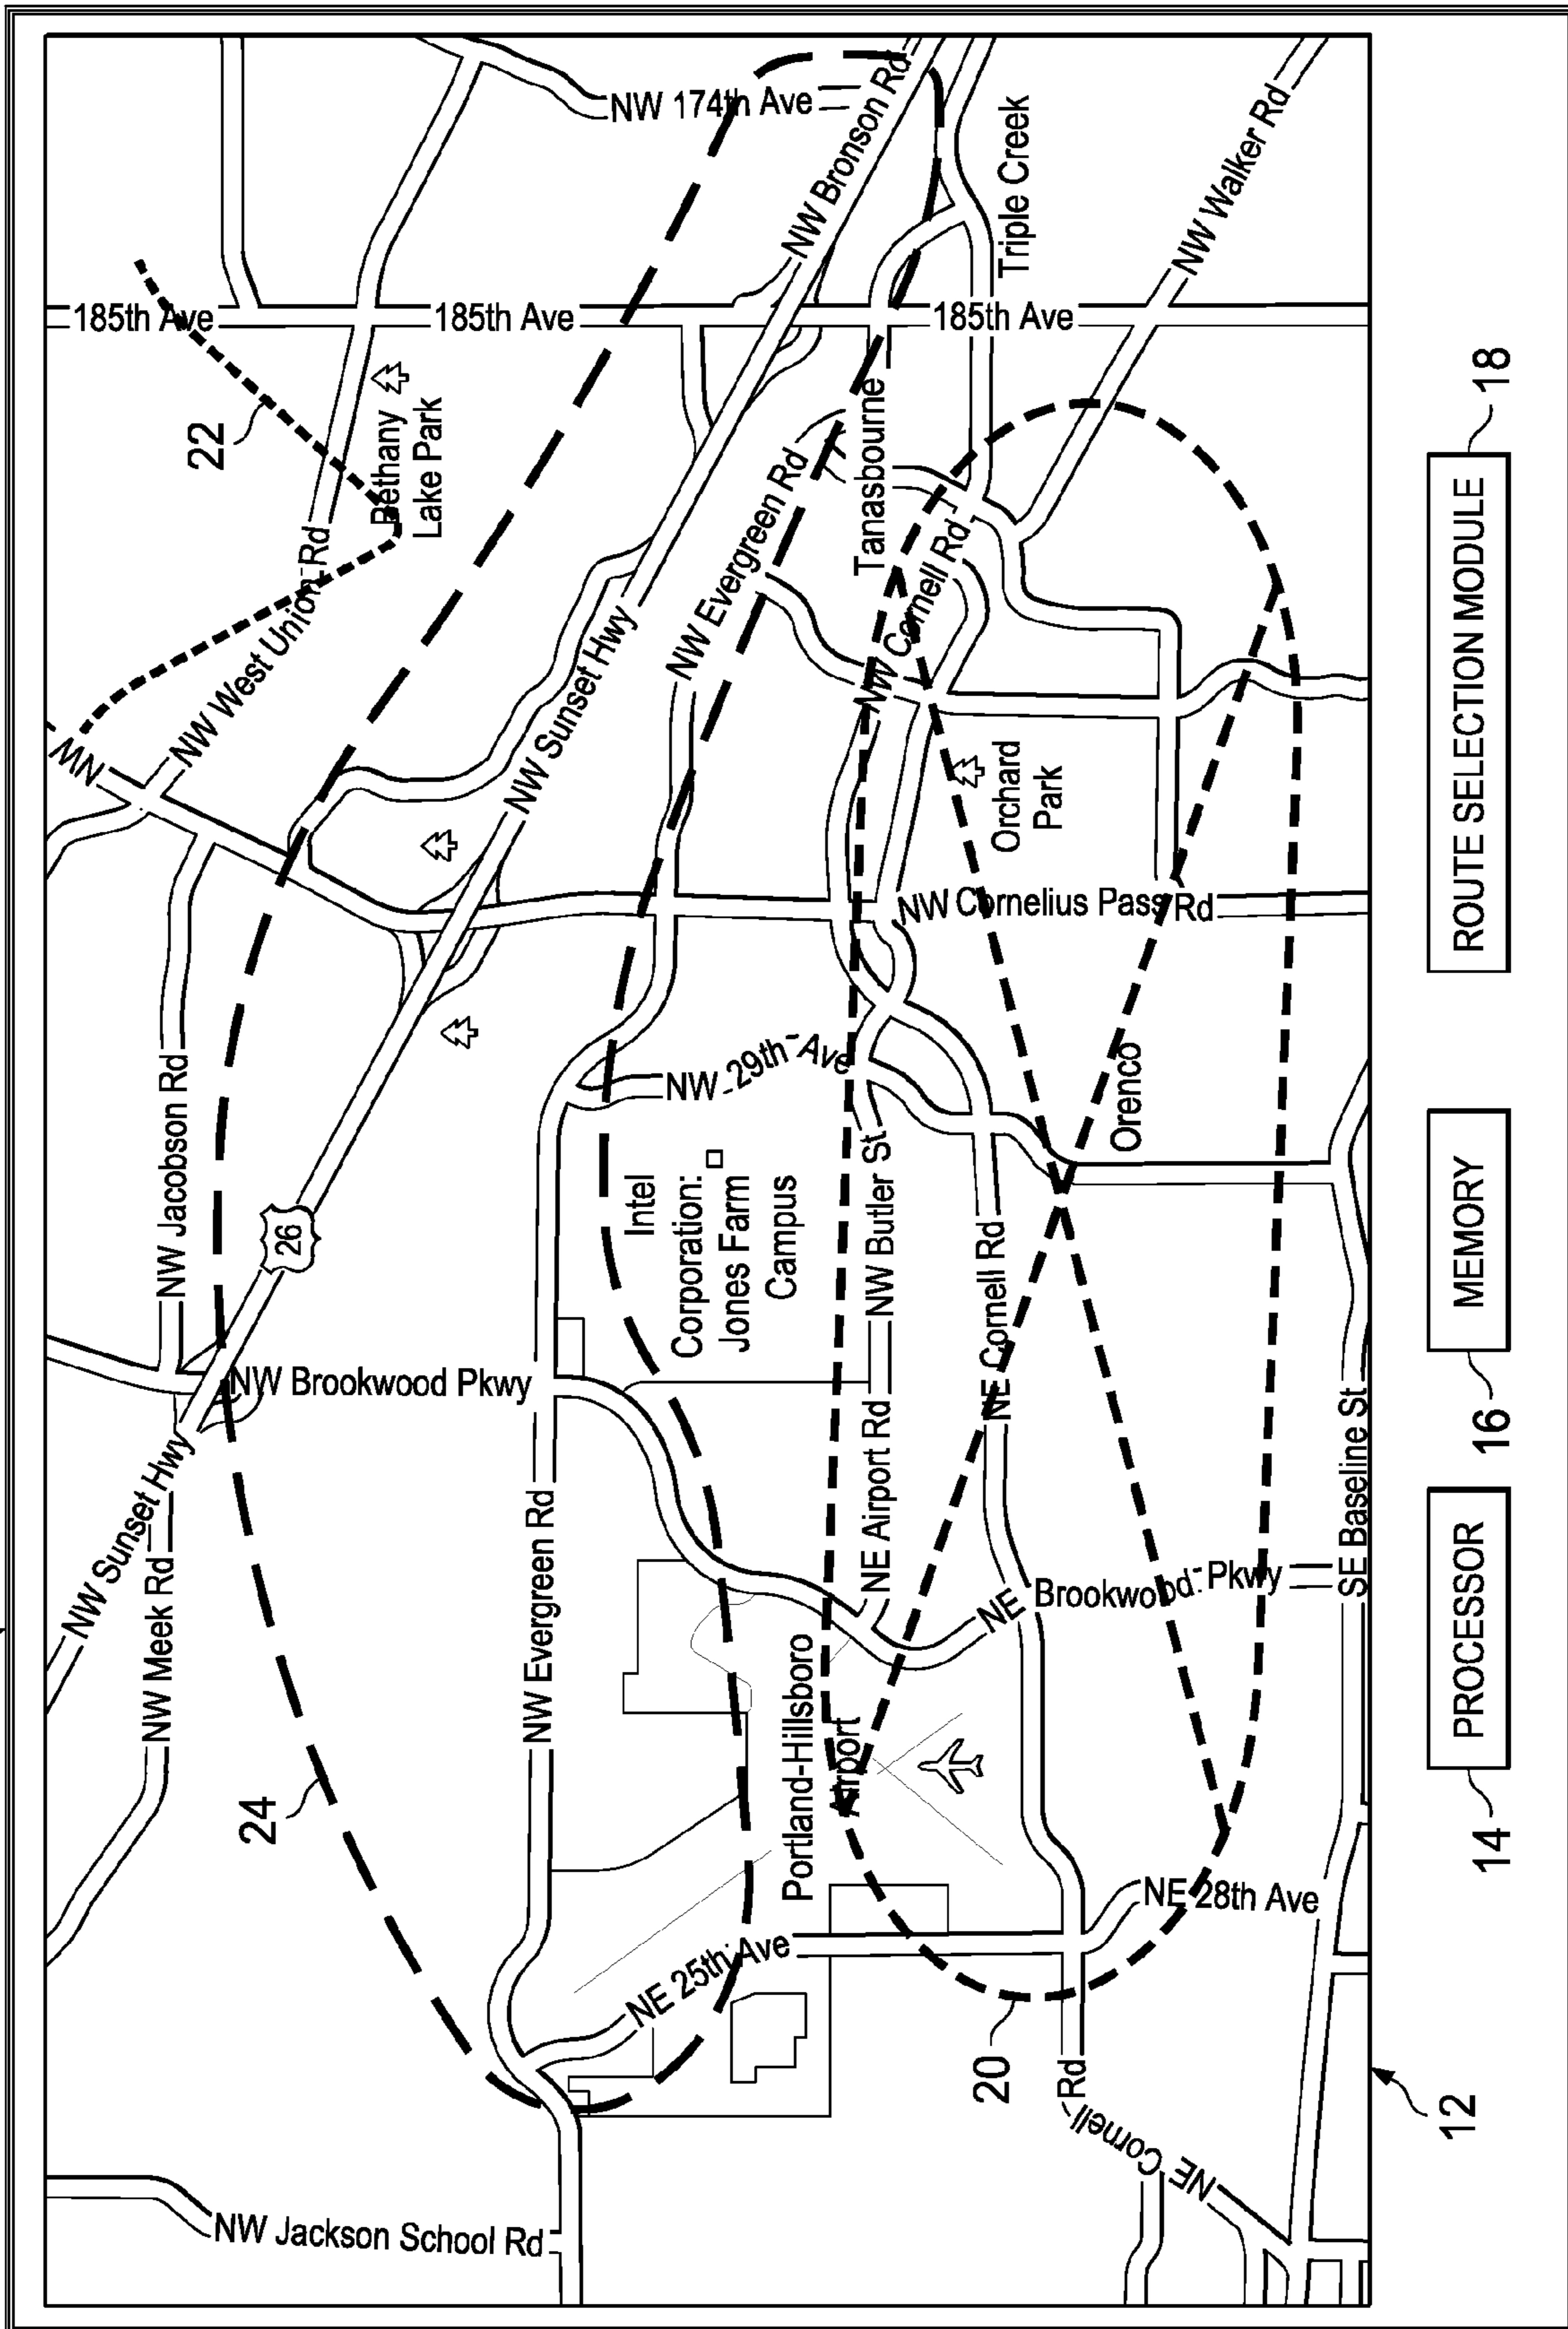 NW Jackson School Rd
NW Sunset Hwy
NW Meek Rd
NW Jacobson Rd
NW
NW West Union Rd
185th Ave
185th Ave
185th Ave
22
24
26
Bethany
Lake Park
NW 174th Ave
NW Brookwood Pkwy
NW Sunset Hwy
NW Bronson Rd
NW Evergreen Rd
NW Evergreen Rd
NE 25th Ave
NW 29th Ave
Intel
Corporation:
Jones Farm
Campus
Portland-Hillsboro
Airport
NE Airport Rd
NW Butler St
NW Cornell Rd
Tanasbourne
Triple Creek
NW Walker Rd
Orchard
Park
NW Cornelius Pass Rd
Orenco
NE Cornell Rd
NE Brookwood Pkwy
NE 28th Ave
20
NE Cornell Rd
SE Baseline St
12
14
PROCESSOR
16
MEMORY
ROUTE SELECTION MODULE
18